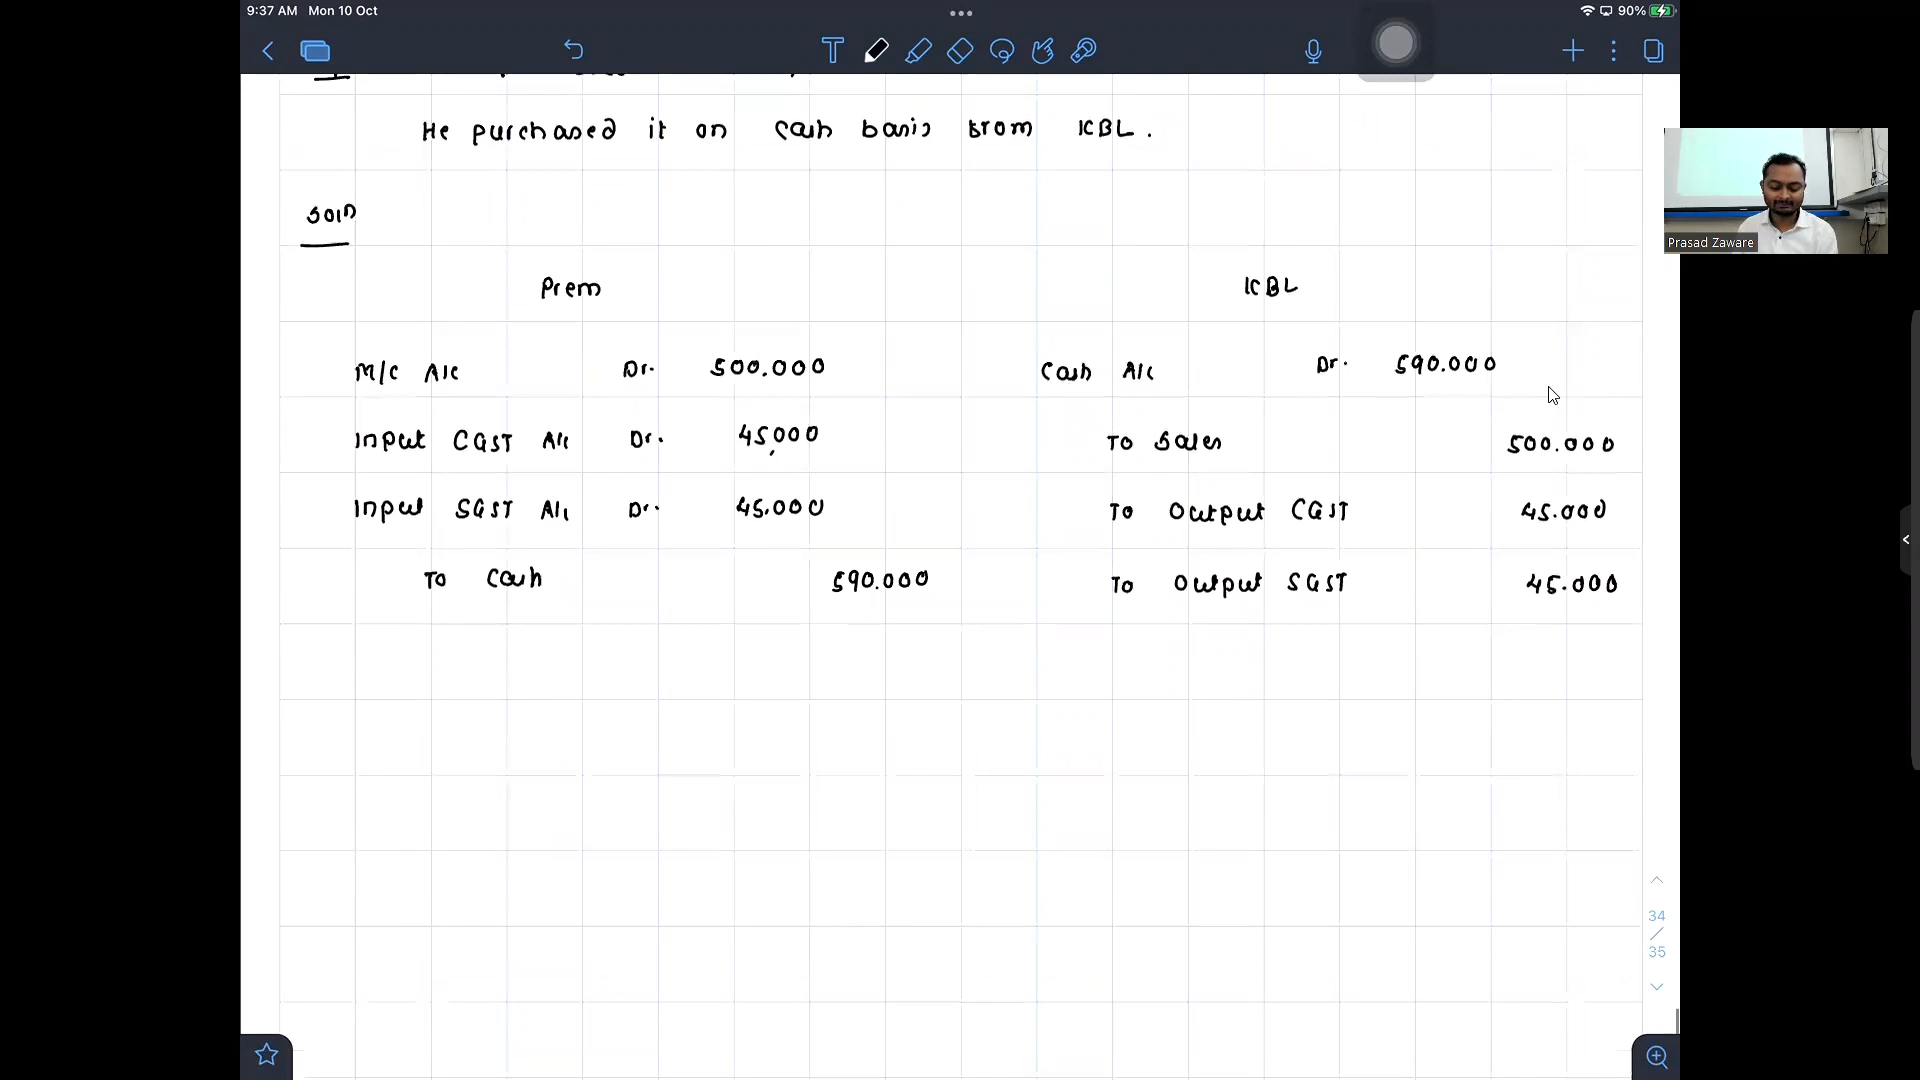 9:37 AM Mon 10 Oct
90%
He purchased it on cash basis from KBL.
Soln
Prem KBL
M/c A/c Dr. 500.000 Cash A/c Dr. 590.000
Input CGST A/c Dr. 45,000 To Sales 500.000
Input SGST A/c Dr. 45.000 To Output CGST 45.000
To Cash 590.000 To Output SGST 45.000
Prasad Zaware
34
/
35